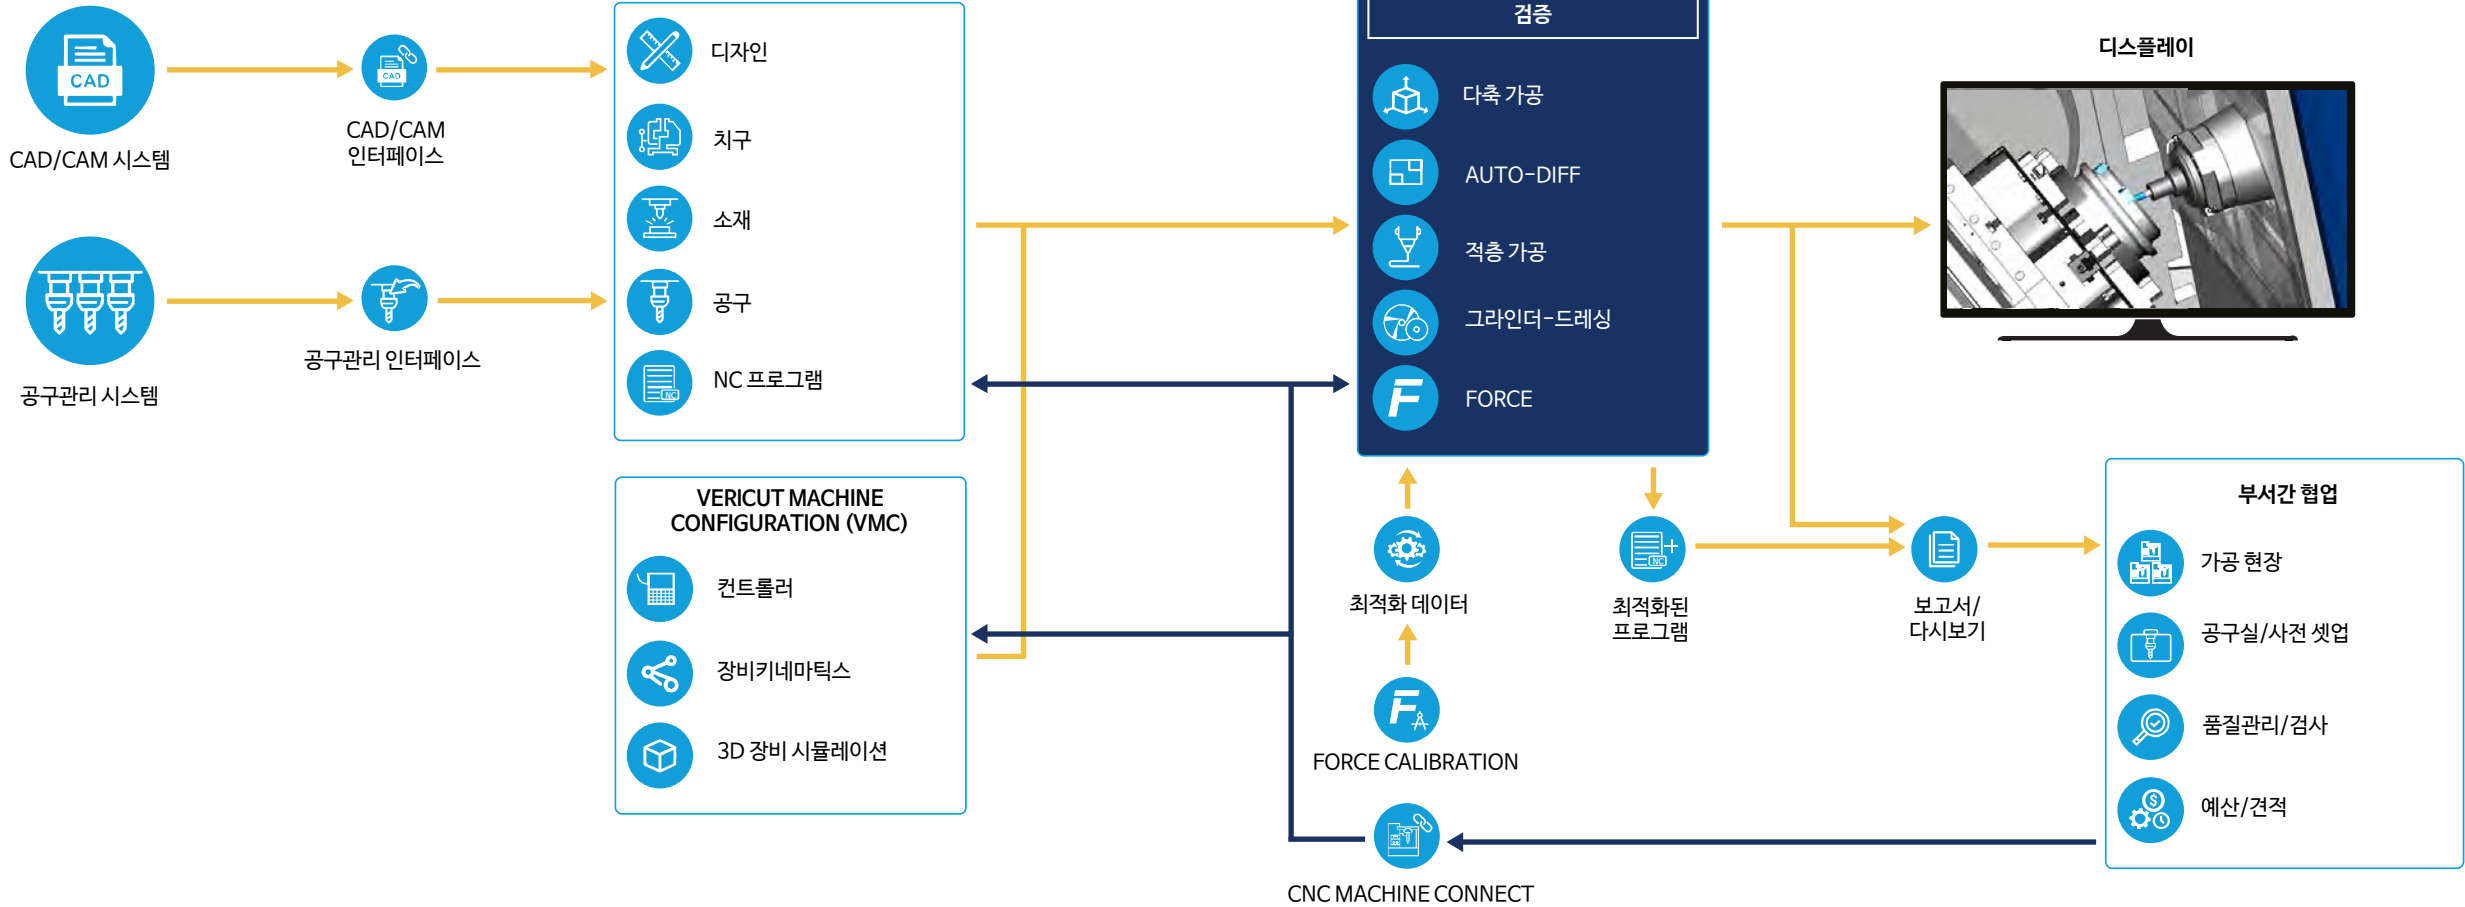 CAD
CAD/CAM 시스템
CAD
CAD/CAM
인터페이스
공구관리 시스템
공구관리 인터페이스
디자인
치구
소재
공구
NC
NC 프로그램
VERICUT MACHINE
CONFIGURATION (VMC)
컨트롤러
장비키네마틱스
3D 장비 시뮬레이션
검증
다축 가공
AUTO-DIFF
적층 가공
그라인더-드레싱
F
FORCE
최적화 데이터
F
FORCE CALIBRATION
CNC MACHINE CONNECT
NC
최적화된
프로그램
보고서/
다시보기
디스플레이
부서간 협업
가공 현장
공구실/사전 셋업
품질관리/검사
$
예산/견적